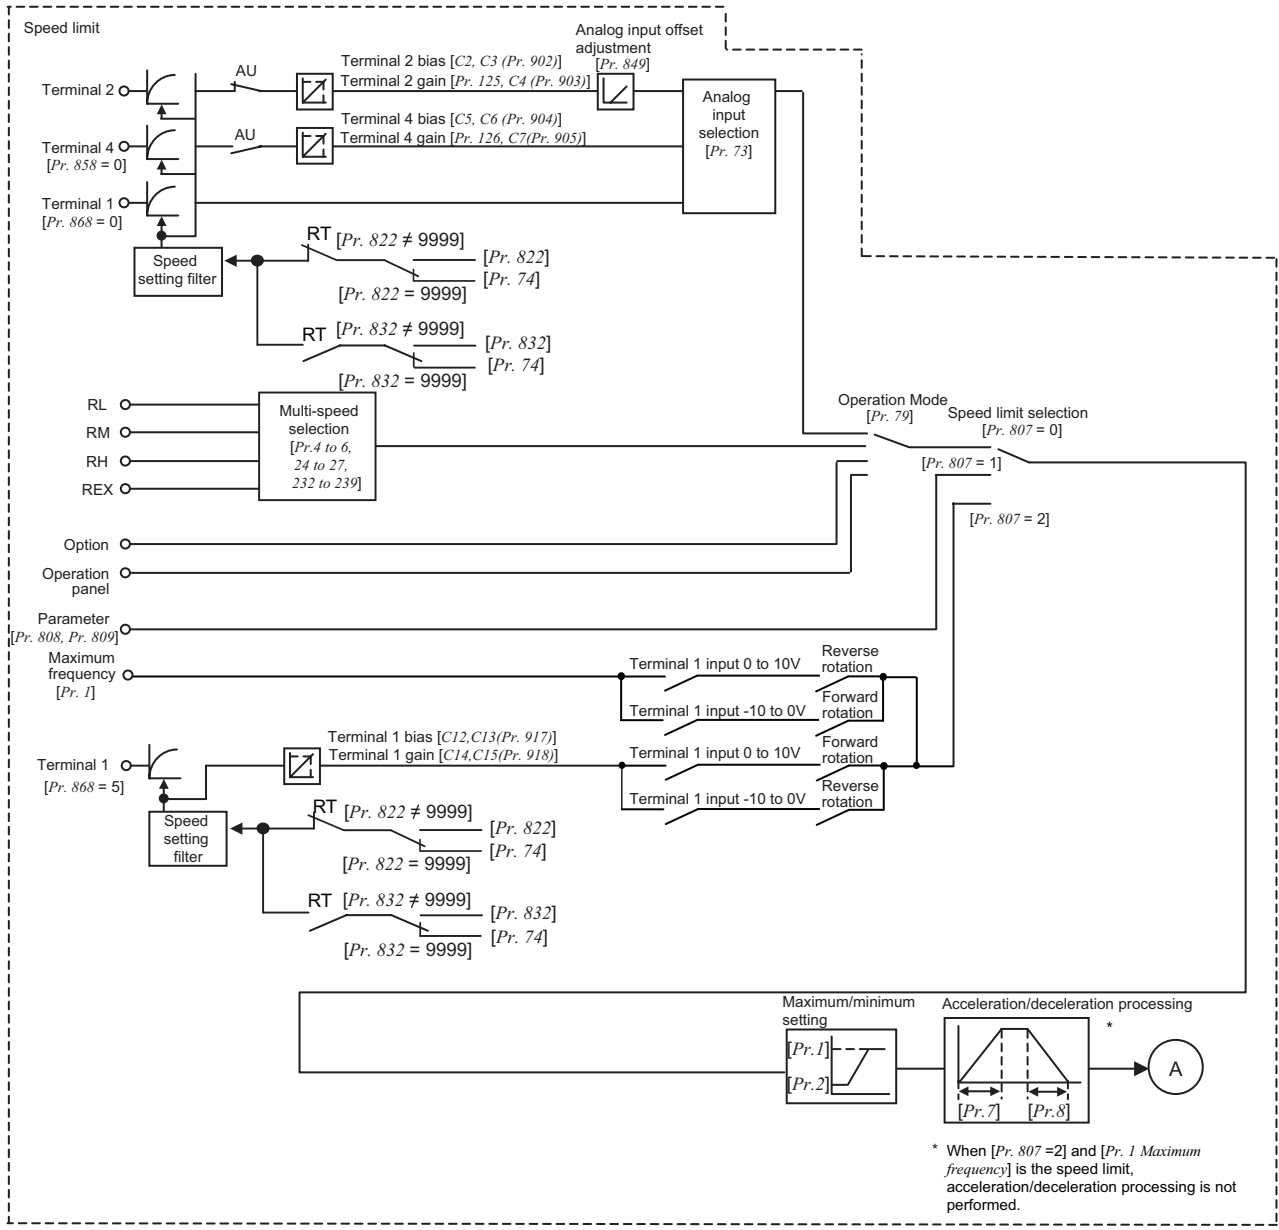 Speed limit
Analog input offset
adjustment
[Pr. 849]
Terminal 2
AU
Terminal 2 bias [C2, C3 (Pr. 902)]
Terminal 2 gain [Pr. 125, C4 (Pr. 903)]
Analog
input
selection
[Pr. 73]
Terminal 4
[Pr. 858 = 0]
AU
Terminal 4 bias [C5, C6 (Pr. 904)]
Terminal 4 gain [Pr. 126, C7(Pr. 905)]
Terminal 1
[Pr. 868 = 0]
Speed
setting filter
RT
[Pr. 822 ≠ 9999]
[Pr. 822]
[Pr. 74]
[Pr. 822 = 9999]
RT
[Pr. 832 ≠ 9999]
[Pr. 832]
[Pr. 74]
[Pr. 832 = 9999]
RL
RM
RH
REX
Multi-speed
selection
[Pr.4 to 6,
24 to 27,
232 to 239]
Operation Mode
[Pr. 79]
Speed limit selection
[Pr. 807 = 0]
[Pr. 807 = 1]
[Pr. 807 = 2]
Option
Operation
panel
Parameter
[Pr. 808, Pr. 809]
Maximum
frequency
[Pr. 1]
Terminal 1 input 0 to 10V
Reverse
rotation
Terminal 1 input -10 to 0V
Forward
rotation
Terminal 1
[Pr. 868 = 5]
Terminal 1 bias [C12,C13(Pr. 917)]
Terminal 1 gain [C14,C15(Pr. 918)]
Terminal 1 input 0 to 10V
Forward
rotation
Terminal 1 input -10 to 0V
Reverse
rotation
Speed
setting
filter
RT
[Pr. 822 ≠ 9999]
[Pr. 822]
[Pr. 74]
[Pr. 822 = 9999]
RT
[Pr. 832 ≠ 9999]
[Pr. 832]
[Pr. 74]
[Pr. 832 = 9999]
Maximum/minimum
setting
[Pr.1]
[Pr.2]
Acceleration/deceleration processing
*
[Pr.7]
[Pr.8]
A
* When [Pr. 807 =2] and [Pr. 1 Maximum
frequency] is the speed limit,
acceleration/deceleration processing is not
performed.